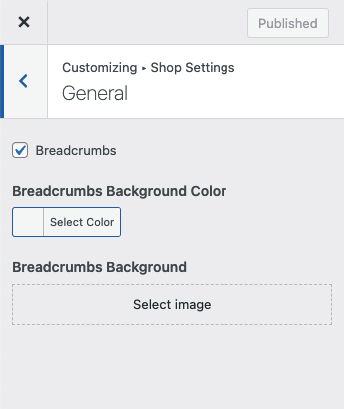 Published
Customizing ▸ Shop Settings
General
Breadcrumbs
Breadcrumbs Background Color
Select Color
Breadcrumbs Background
Select image